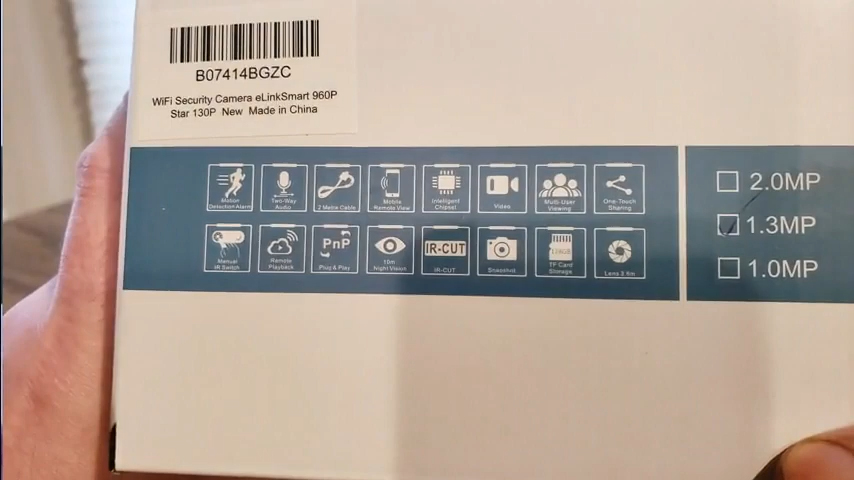 B07414BGZC
WiFi Security Camera eLinkSmart 960P
Star 130P New Made in China
Motion Detection Alarm
Two-Way Audio
2 Metre Cable
Mobile Remote View
Intelligent Chipset
Video
Multi-User Viewing
One-Touch Sharing
Manual IR Switch
Remote Playback
PnP
Plug & Play
10m Night Vision
IR-CUT
IR-CUT
Snapshot
TF Card Storage
Lens 3.6m
2.0MP
1.3MP
1.0MP